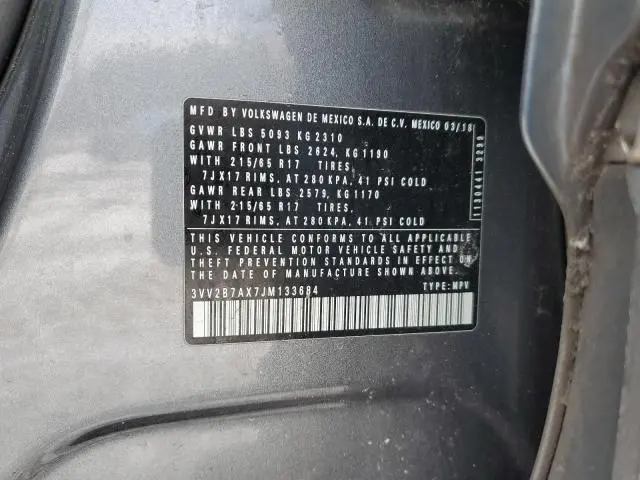 MFD BY VOLKSWAGEN DE MEXICO S.A. DE C.V. MEXICO 03/18
GVWR LBS 5093 KG 2310
GAWR FRONT LBS 2624, KG 1190
WITH 215/65 R17 TIRES,
7JX17 RIMS, AT 280 KPA, 41 PSI COLD
GAWR REAR LBS 2579, KG 1170
WITH 215/65 R17 TIRES,
7JX17 RIMS, AT 280 KPA, 41 PSI COLD
THIS VEHICLE CONFORMS TO ALL APPLICABLE
U.S. FEDERAL MOTOR VEHICLE SAFETY AND
THEFT PREVENTION STANDARDS IN EFFECT ON
THE DATE OF MANUFACTURE SHOWN ABOVE
3VV2B7AX7JM133684 TYPE: MPV